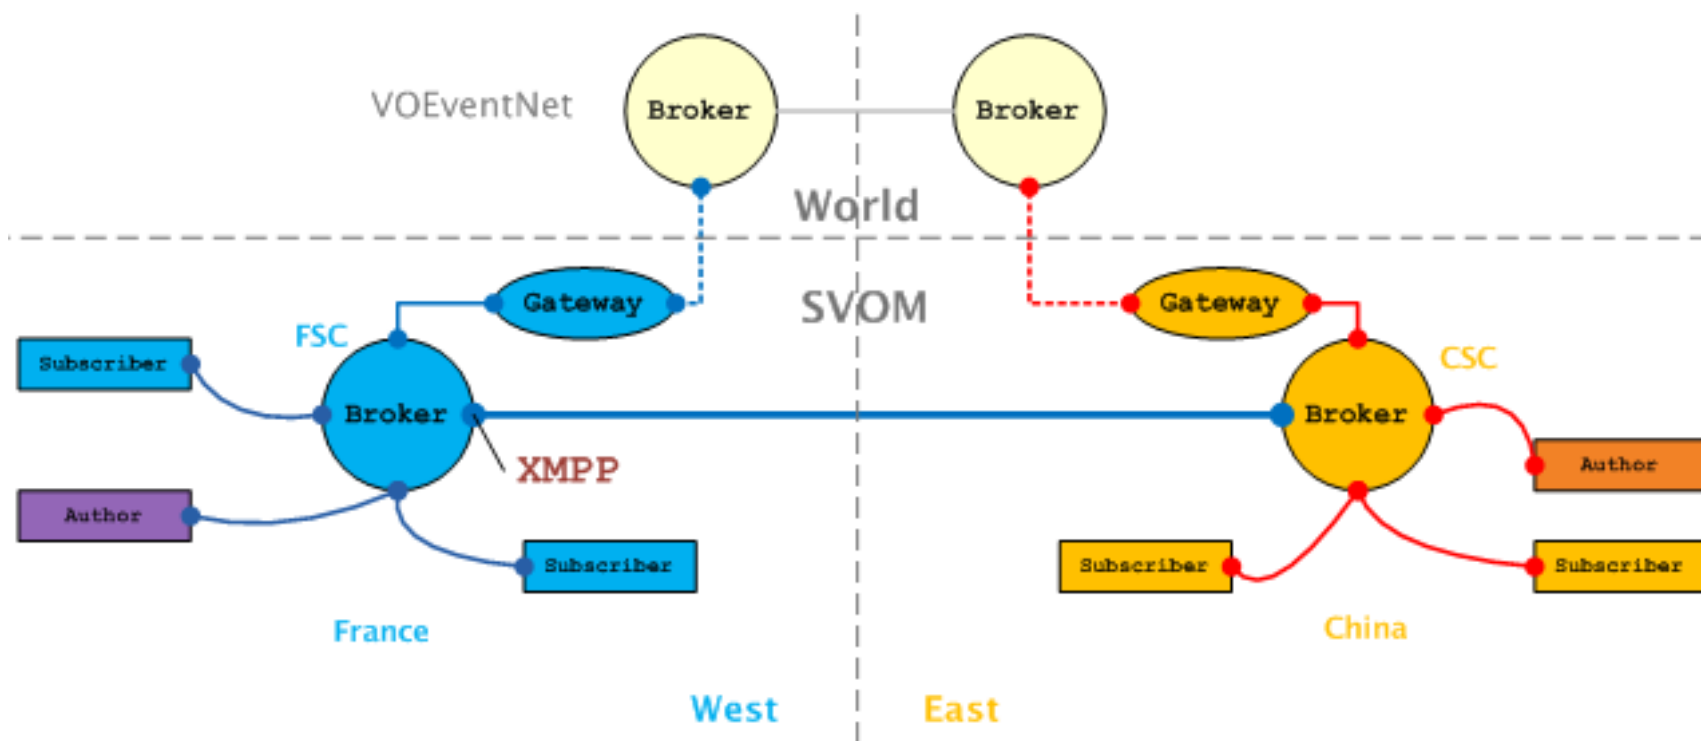 VOEventNet
Broker
Broker
World
Gateway
SVOM
Gateway
FSC
CSC
Subscriber
Broker
Broker
XMPP
Author
Author
Subscriber
Subscriber
Subscriber
France
China
West
East